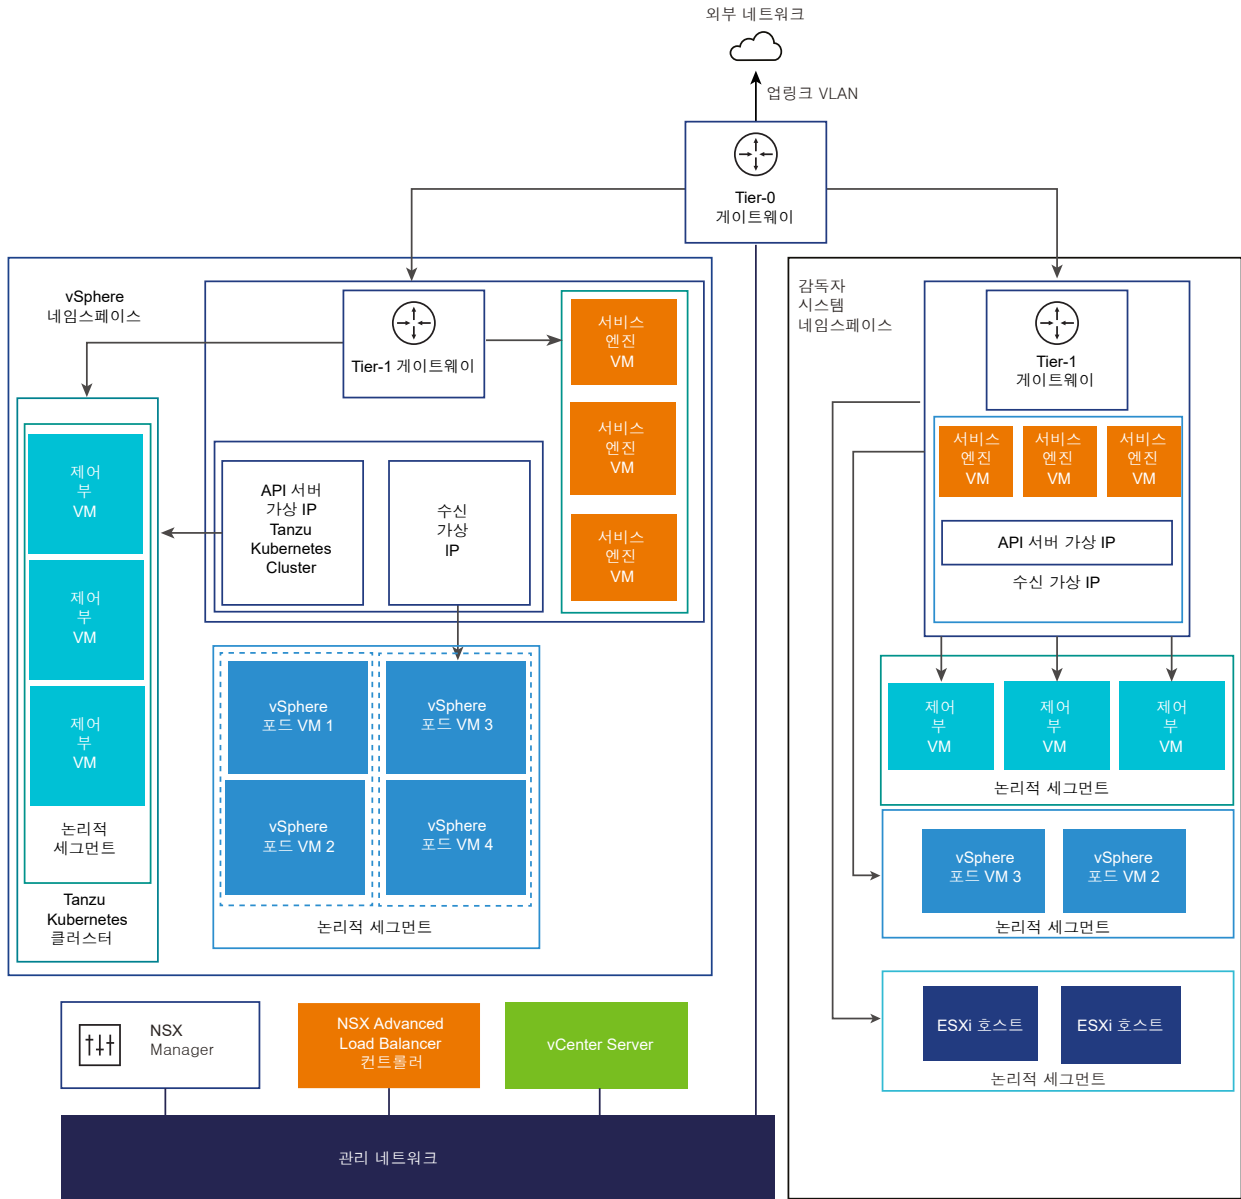 외부 네트워크
업링크 VLAN
Tier-0
게이트웨이
vSphere
네임스페이스
Tier-1 게이트웨이
서비스
엔진
VM
서비스
엔진
VM
서비스
엔진
VM
제어
부
VM
제어
부
VM
제어
부
VM
논리적
세그먼트
Tanzu
Kubernetes
클러스터
API 서버
가상 IP
Tanzu
Kubernetes
Cluster
수신
가상
IP
vSphere
포드 VM 1
vSphere
포드 VM 3
vSphere
포드 VM 2
vSphere
포드 VM 4
논리적 세그먼트
감독자
시스템
네임스페이스
Tier-1
게이트웨이
서비스
엔진
VM
서비스
엔진
VM
서비스
엔진
VM
API 서버 가상 IP
수신 가상 IP
제어
부
VM
제어
부
VM
제어
부
VM
논리적 세그먼트
vSphere
포드 VM 3
vSphere
포드 VM 2
논리적 세그먼트
ESXi 호스트
ESXi 호스트
논리적 세그먼트
NSX
Manager
NSX Advanced
Load Balancer
컨트롤러
vCenter Server
관리 네트워크